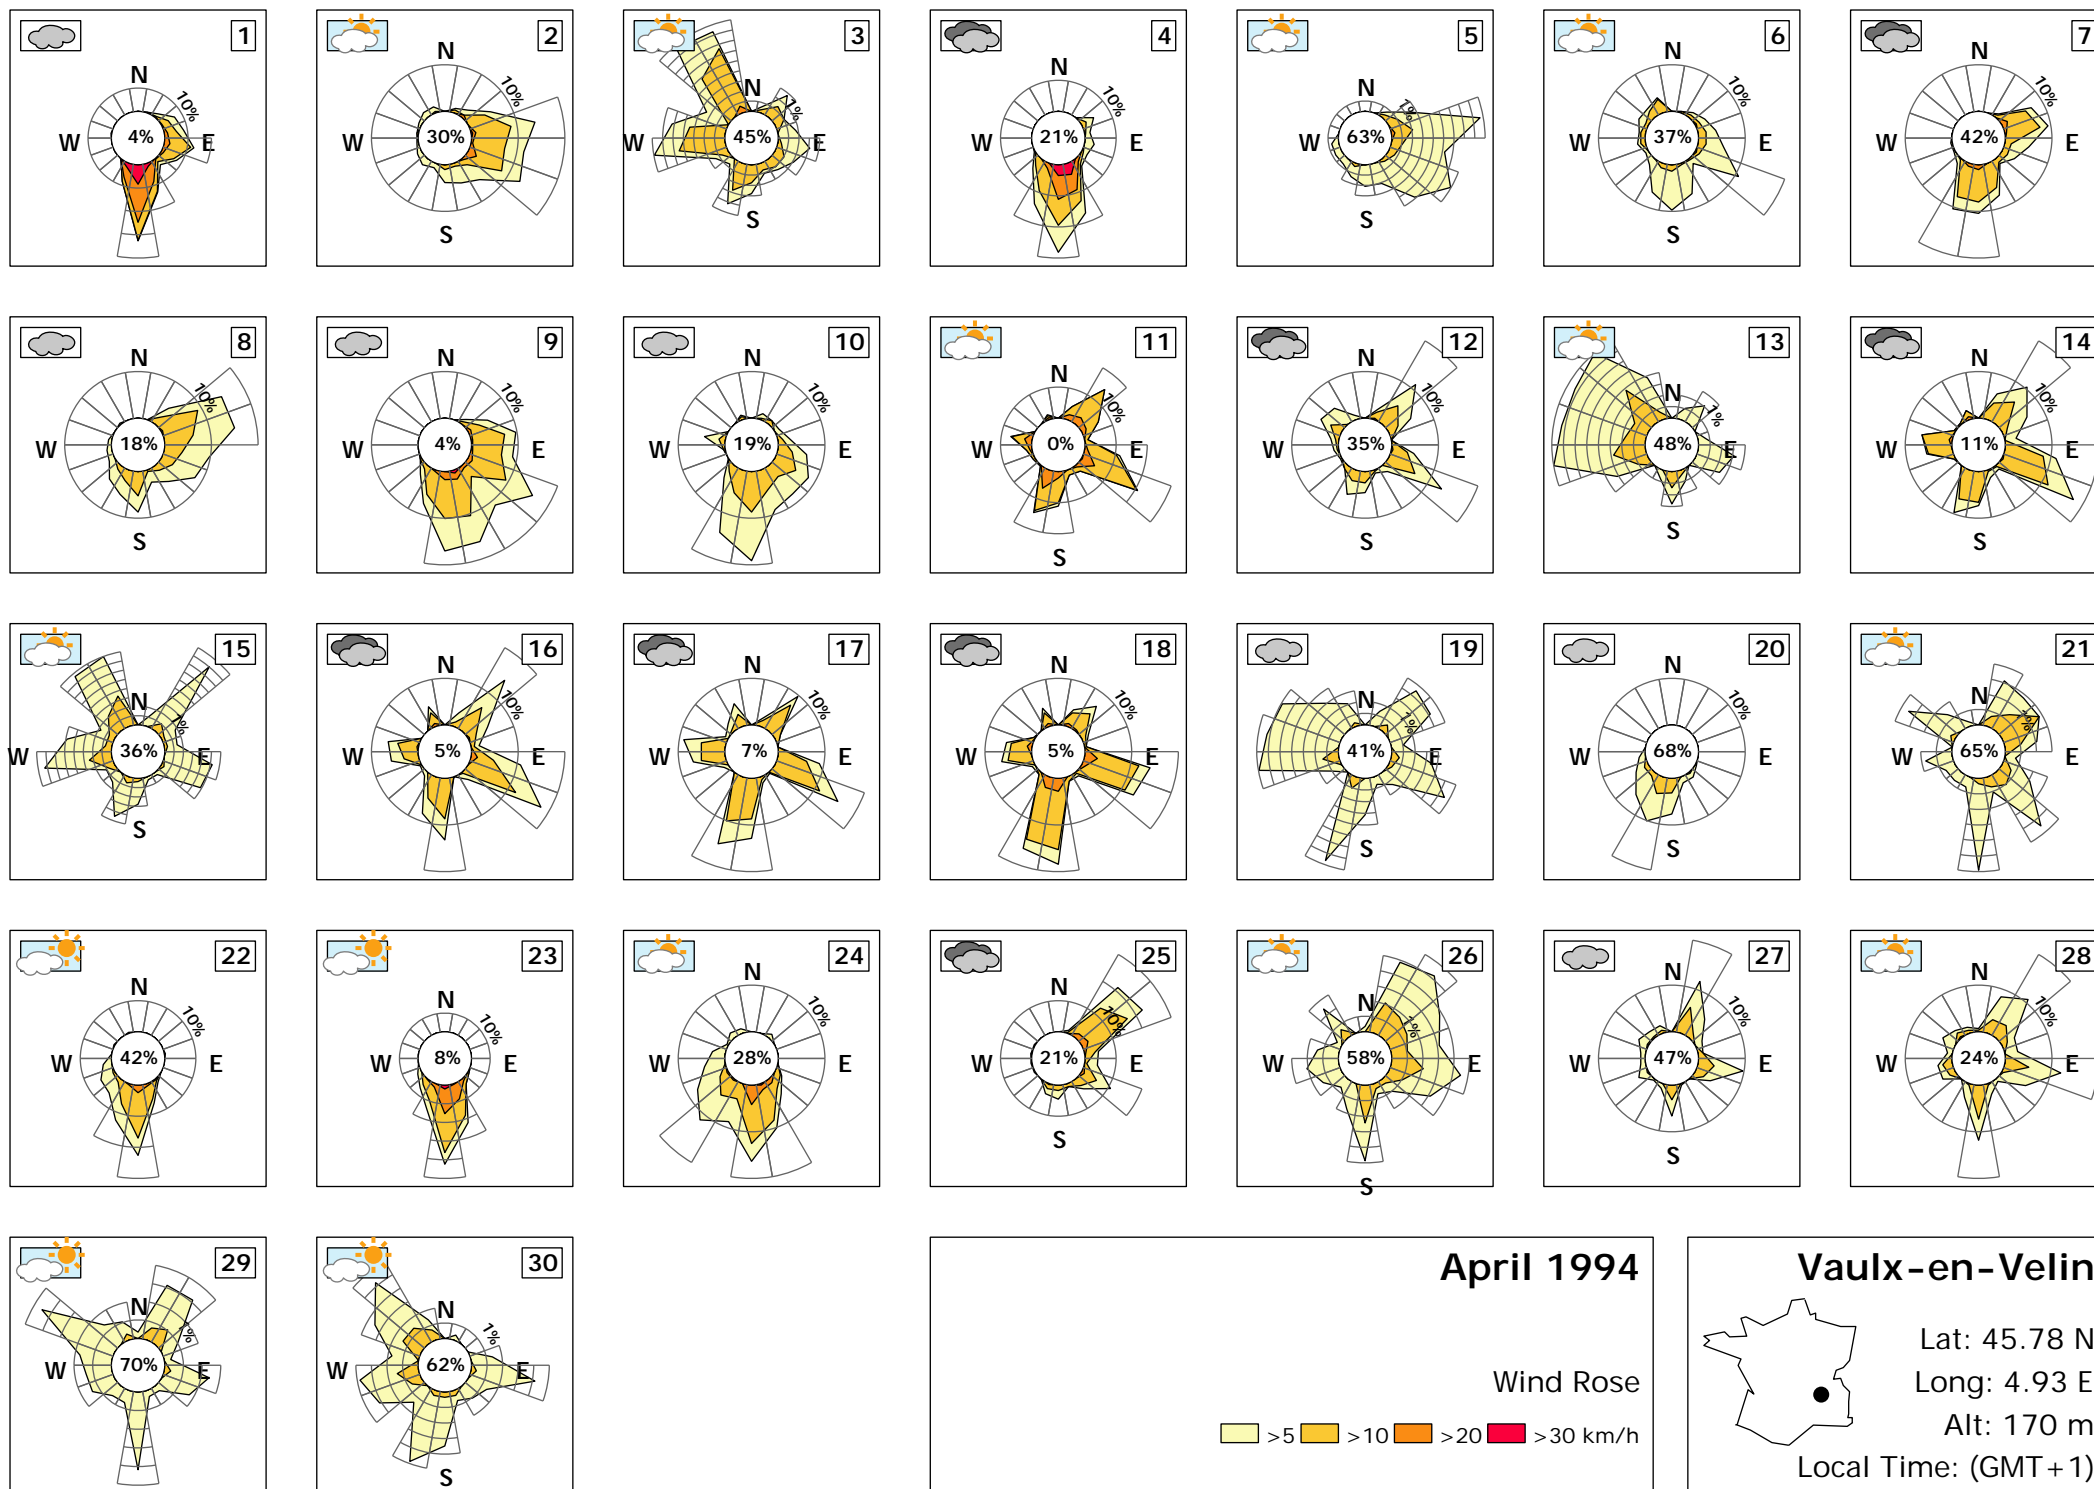 1 2 3 4 5 6 7
N 10% W 4% E
N 10% W 30% S
N 1% W 45% E S
N 10% W 21% E S
N 1% W 63% E S
N 10% W 37% E S
N 10% W 42% E S
8 9 10 11 12 13 14
N 10% W 18% E S
N 10% W 4% E
N 10% W 19% E
N 10% W 0% E S
N 10% W 35% E S
N 1% 48% E
N 10% W 11% E S
15 16 17 18 19 20 21
N 1% W 36% E S
N 10% W 5% E
N 10% W 7% E
N 10% W 5% E
N 1% 41% E S
N 10% W 68% E S
N 1% W 65% E
22 23 24 25 26 27 28
N 10% W 42% E
N 10% W 8% E
N 10% W 28% E
N 10% W 21% E S
N 1% W 58% E S
N 10% W 47% E S
N 10% W 24% E
29 30
N 1% W 70% E
N 1% W 62% E S
April 1994
Wind Rose
>5 >10 >20 >30 km/h
Vaulx-en-Velin
Lat: 45.78 N
Long: 4.93 E
Alt: 170 m
Local Time: (GMT+1)